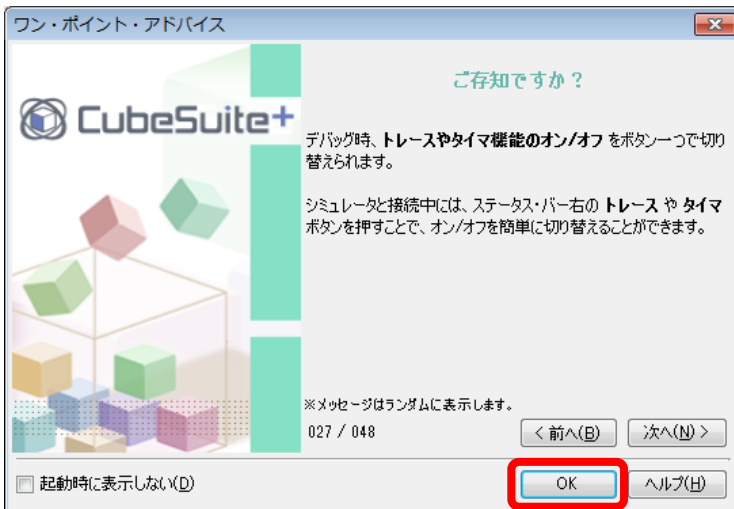 ワン・ポイント・アドバイス
CubeSuite+
ご存知ですか？
デバッグ時、トレースやタイマ機能のオン/オフ をボタン一つで切り
替えられます。
シミュレータと接続中には、ステータス・バー右の トレース や タイマ
ボタンを押すことで、オン/オフを簡単に切り替えることができます。
※メッセージはランダムに表示します。
027 / 048
< 前へ(B)
次へ(N) >
起動時に表示しない(D)
OK
ヘルプ(H)